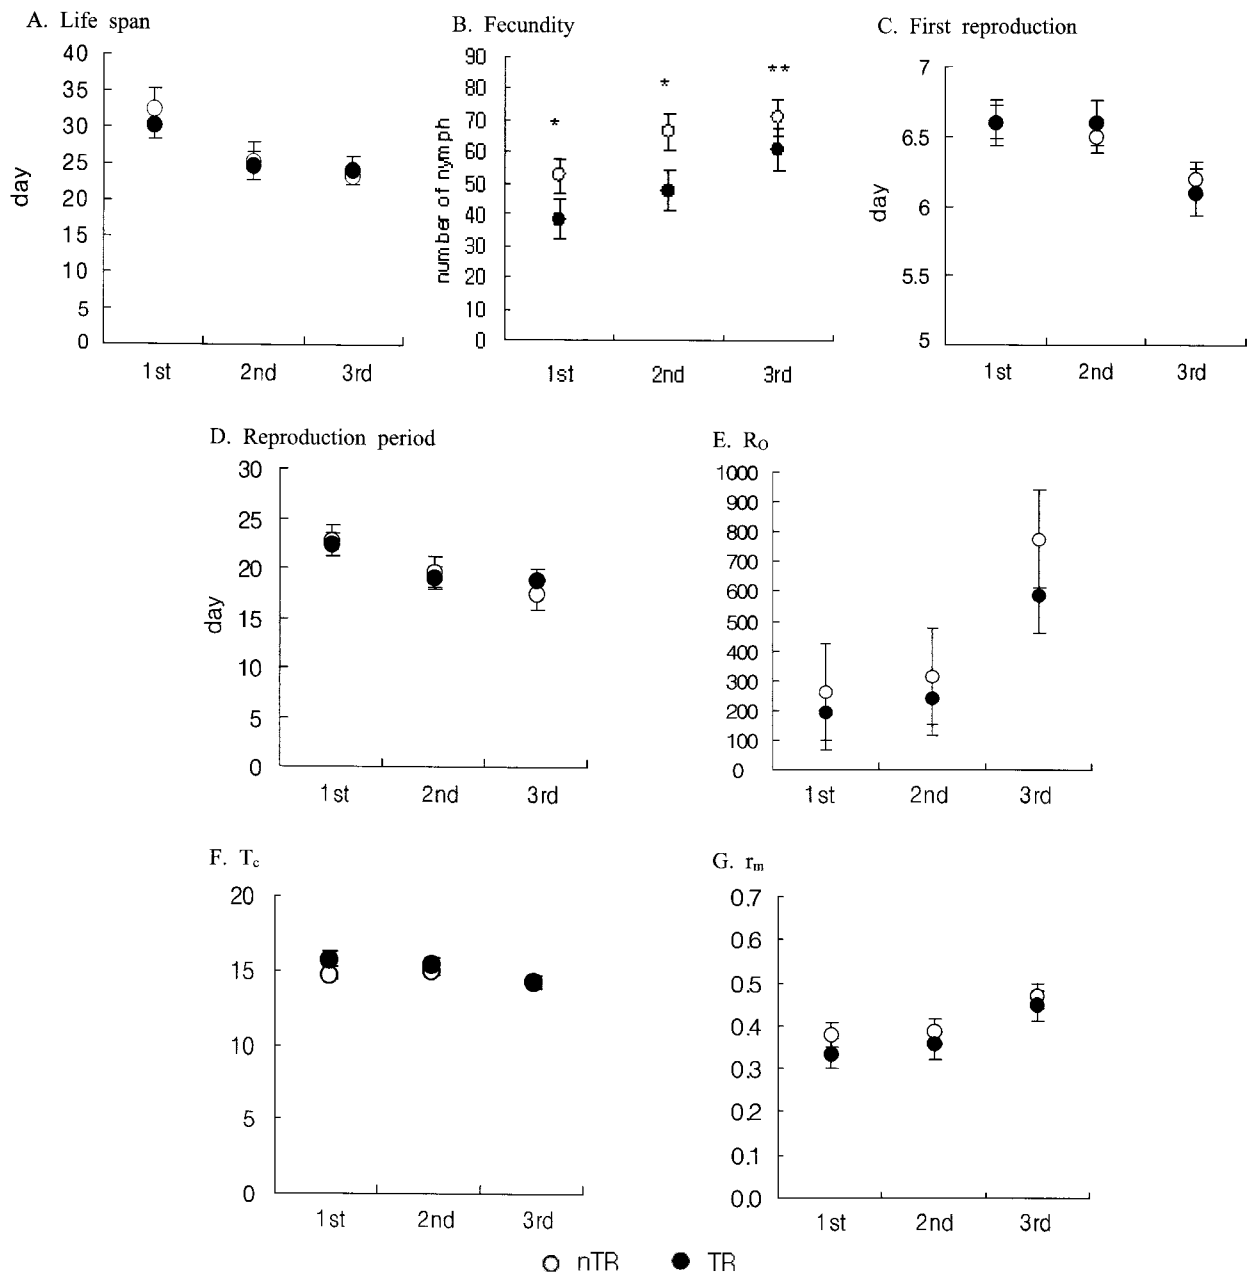 A. Life span
40
35
30
25
20
15
10
5
0
day
1st 2nd 3rd
B. Fecundity
90
80
70
60
50
40
30
20
10
0
number of nymph
* * **
1st 2nd 3rd
C. First reproduction
7
6.5
6
5.5
5
day
1st 2nd 3rd
D. Reproduction period
30
25
20
15
10
5
0
day
1st 2nd 3rd
E. RO
1000
900
800
700
600
500
400
300
200
100
0
1st 2nd 3rd
F. Tc
20
15
10
5
0
1st 2nd 3rd
G. rm
0.7
0.6
0.5
0.4
0.3
0.2
0.1
0.0
1st 2nd 3rd
nTR TR